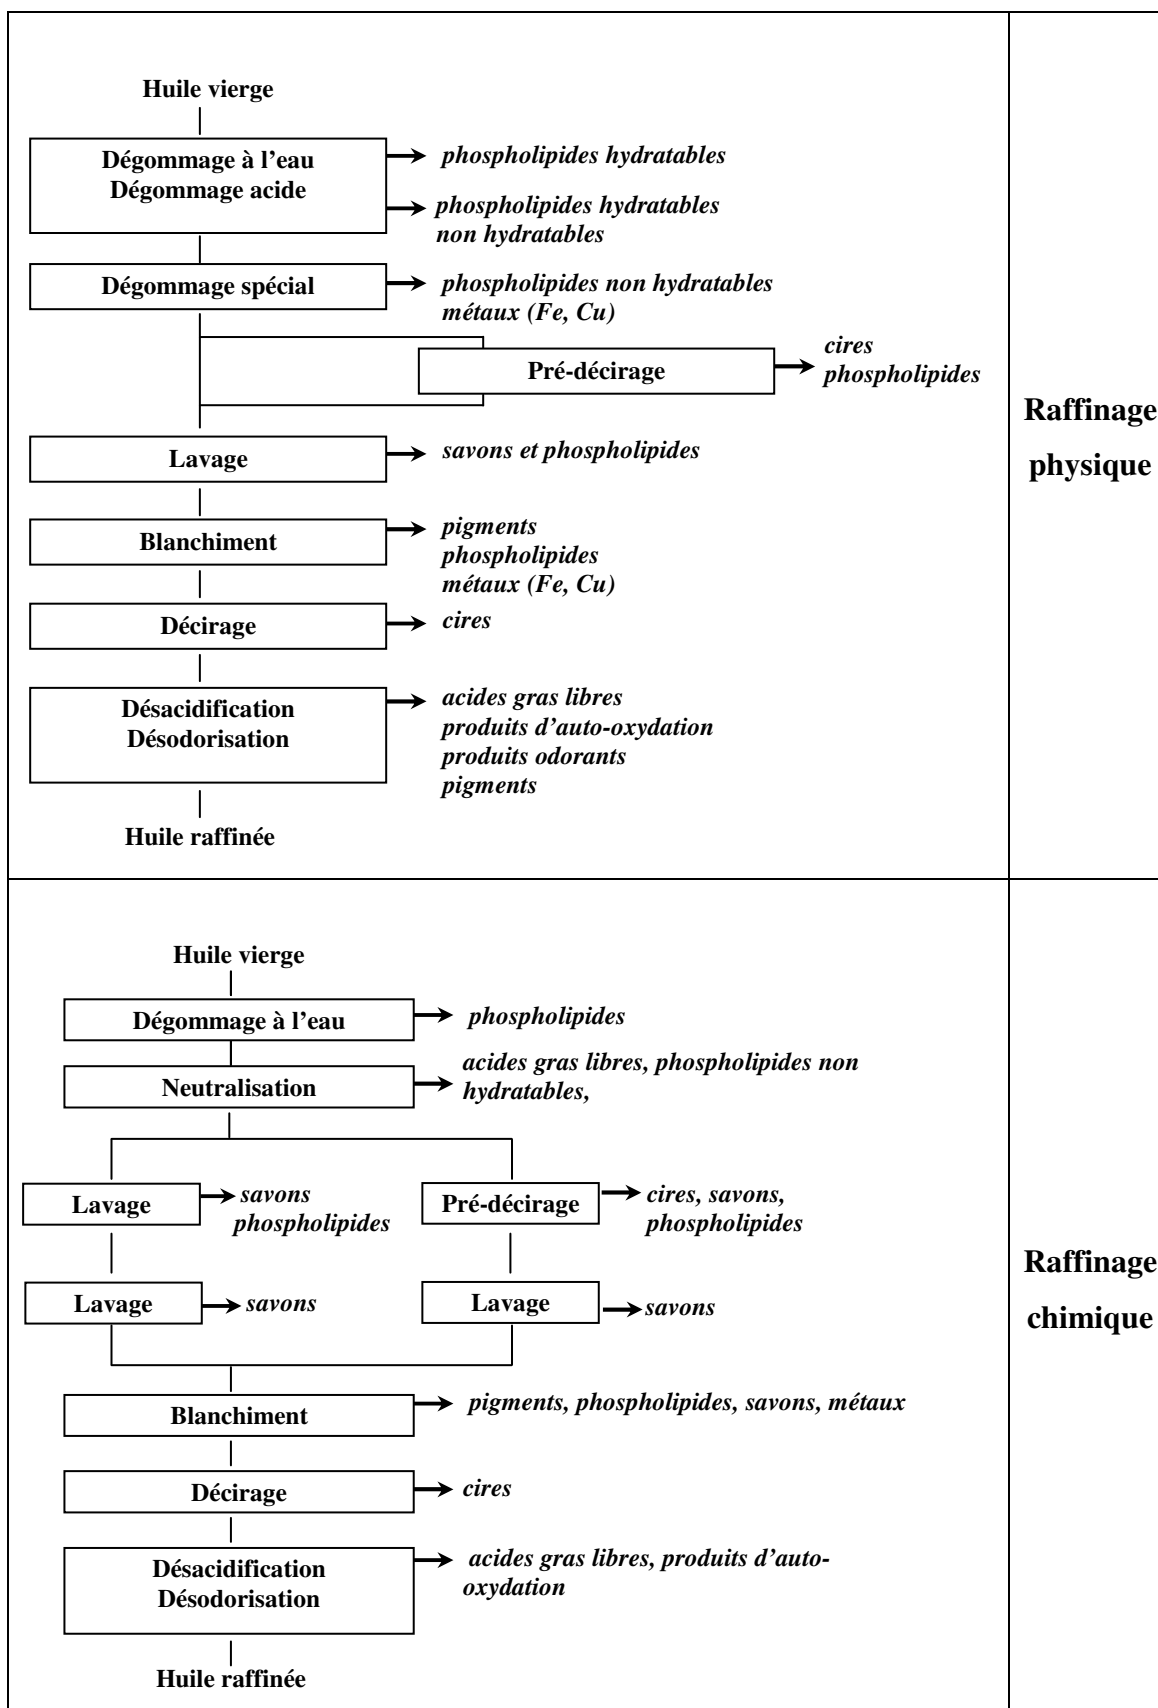 Huile vierge
Dégommage à l’eau
Dégommage acide
phospholipides hydratables
phospholipides hydratables
non hydratables
Dégommage spécial
phospholipides non hydratables
métaux (Fe, Cu)
Pré-décirage
cires
phospholipides
Lavage
savons et phospholipides
Blanchiment
pigments
phospholipides
métaux (Fe, Cu)
Décirage
cires
Désacidification
Désodorisation
acides gras libres
produits d’auto-oxydation
produits odorants
pigments
Huile raffinée
Raffinage
physique
Huile vierge
Dégommage à l’eau
phospholipides
Neutralisation
acides gras libres, phospholipides non
hydratables,
Lavage
savons
phospholipides
Pré-décirage
cires, savons,
phospholipides
Lavage
savons
Lavage
savons
Blanchiment
pigments, phospholipides, savons, métaux
Décirage
cires
Désacidification
Désodorisation
acides gras libres, produits d’auto-
oxydation
Huile raffinée
Raffinage
chimique